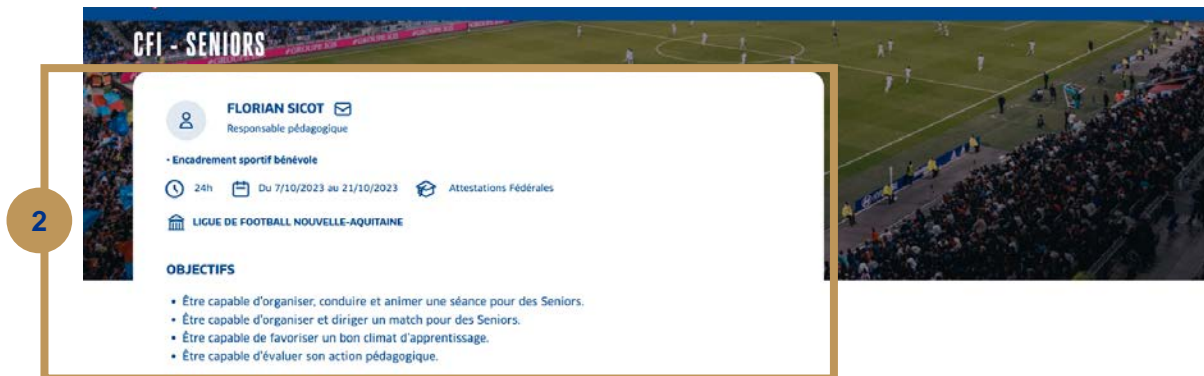 CFI - SENIORS
FLORIAN SICOT
Responsable pédagogique
• Encadrement sportif bénévole
24h Du 7/10/2023 au 21/10/2023 Attestations Fédérales
2
LIGUE DE FOOTBALL NOUVELLE-AQUITAINE
OBJECTIFS
• Être capable d'organiser, conduire et animer une séance pour des Seniors.
• Être capable d'organiser et diriger un match pour des Seniors.
• Être capable de favoriser un bon climat d'apprentissage.
• Être capable d'évaluer son action pédagogique.